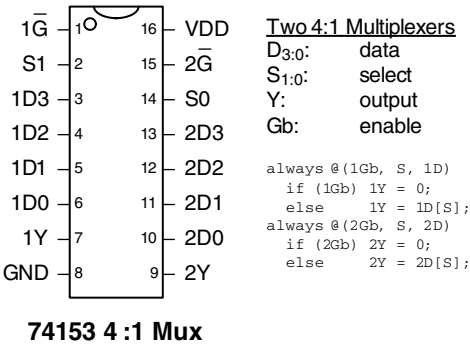 1G̅ 1 16 VDD
S1 2 15 2G̅
1D3 3 14 S0
1D2 4 13 2D3
1D1 5 12 2D2
1D0 6 11 2D1
1Y 7 10 2D0
GND 8 9 2Y
74153 4 :1 Mux
Two 4:1 Multiplexers
D3:0: data
S1:0: select
Y: output
Gb: enable
always @(1Gb, S, 1D)
if (1Gb) 1Y = 0;
else 1Y = 1D[S];
always @(2Gb, S, 2D)
if (2Gb) 2Y = 0;
else 2Y = 2D[S];